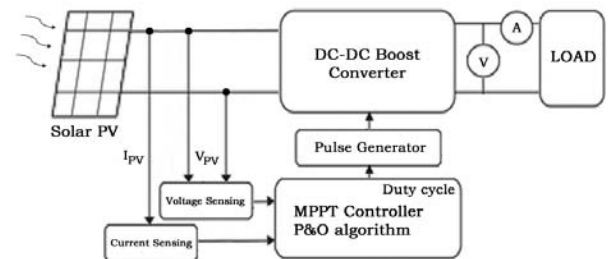 DC-DC Boost
Converter
A
V
LOAD
Solar PV
I_PV
V_PV
Pulse Generator
Voltage Sensing
Duty cycle
MPPT Controller
P&O algorithm
Current Sensing